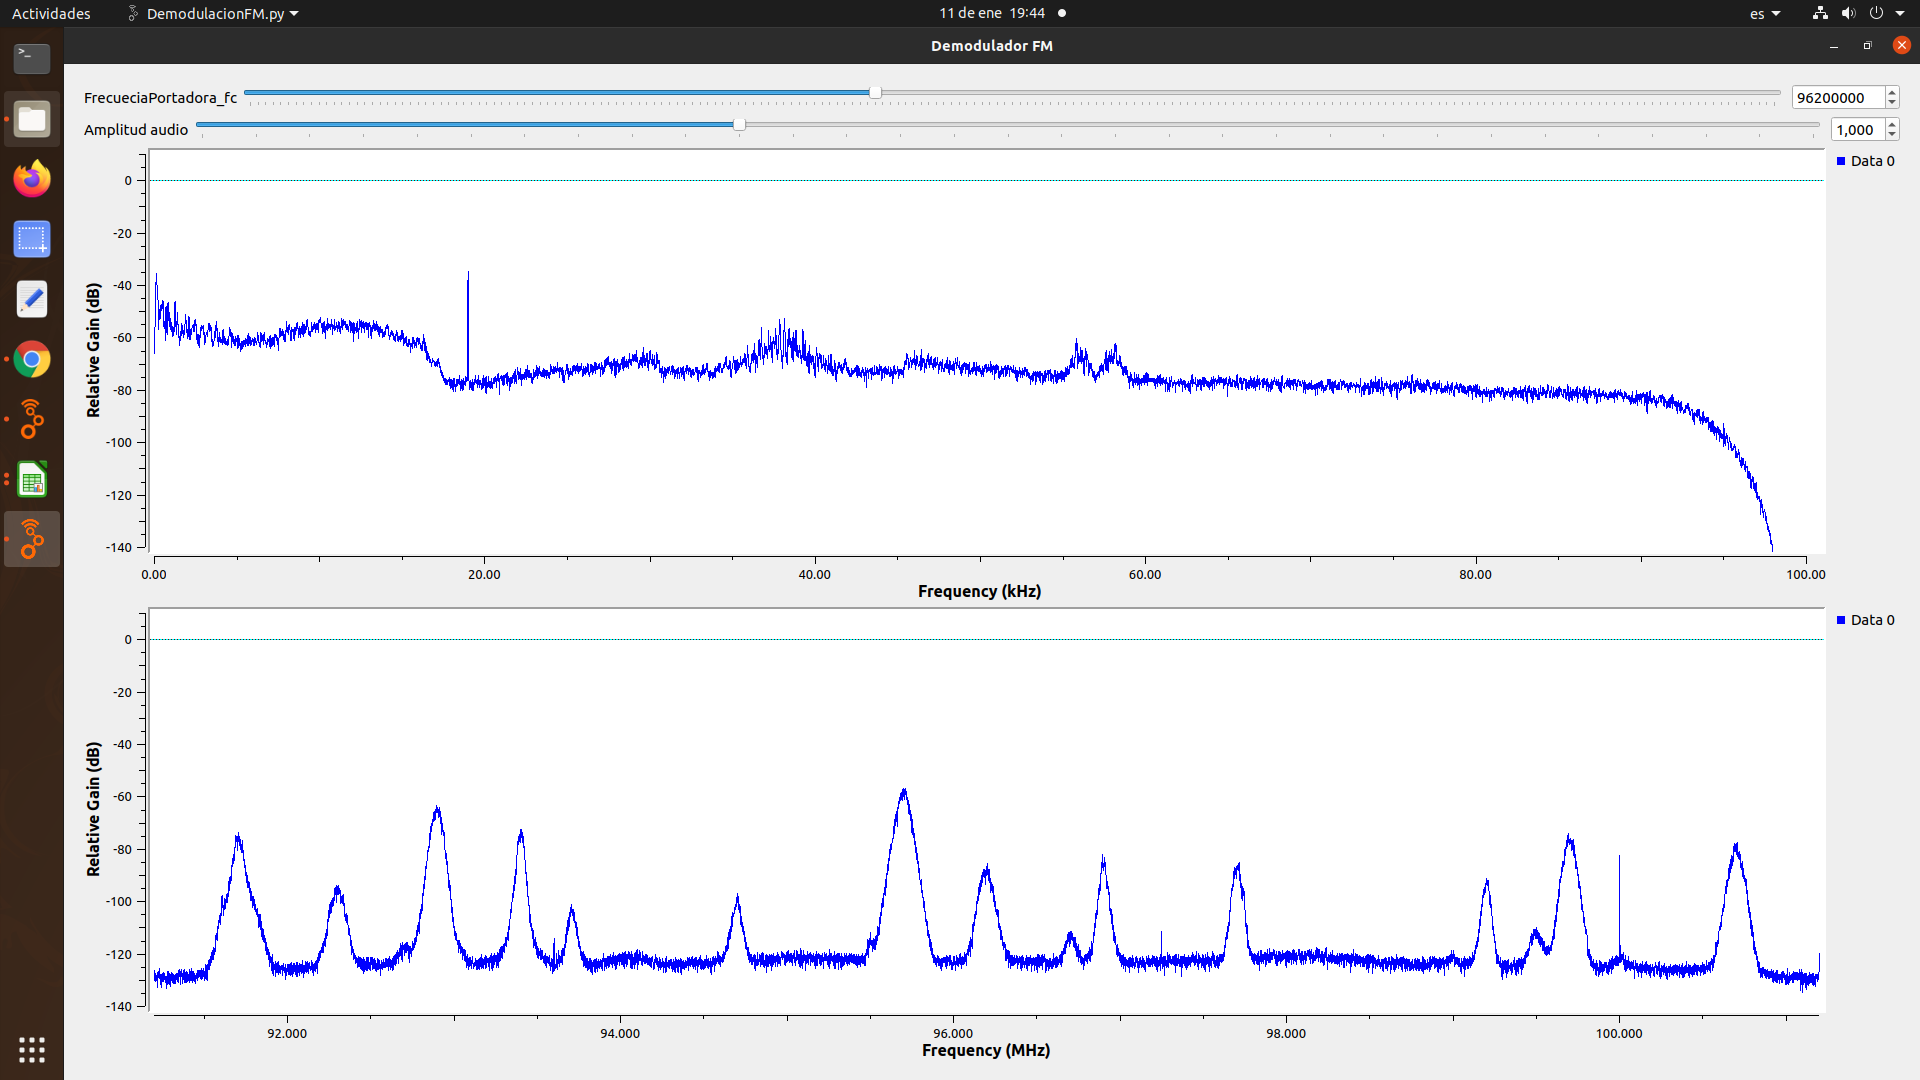 Actividades
DemodulacionFM.py
11 de ene 19:44
es
Demodulador FM
FrecueciaPortadora_fc
96200000
Amplitud audio
1,000
Data 0
0
-20
-40
-60
-80
-100
-120
-140
Relative Gain (dB)
0.00 20.00 40.00 60.00 80.00 100.00
Frequency (kHz)
Data 0
0
-20
-40
-60
-80
-100
-120
-140
Relative Gain (dB)
92.000 94.000 96.000 98.000 100.000
Frequency (MHz)